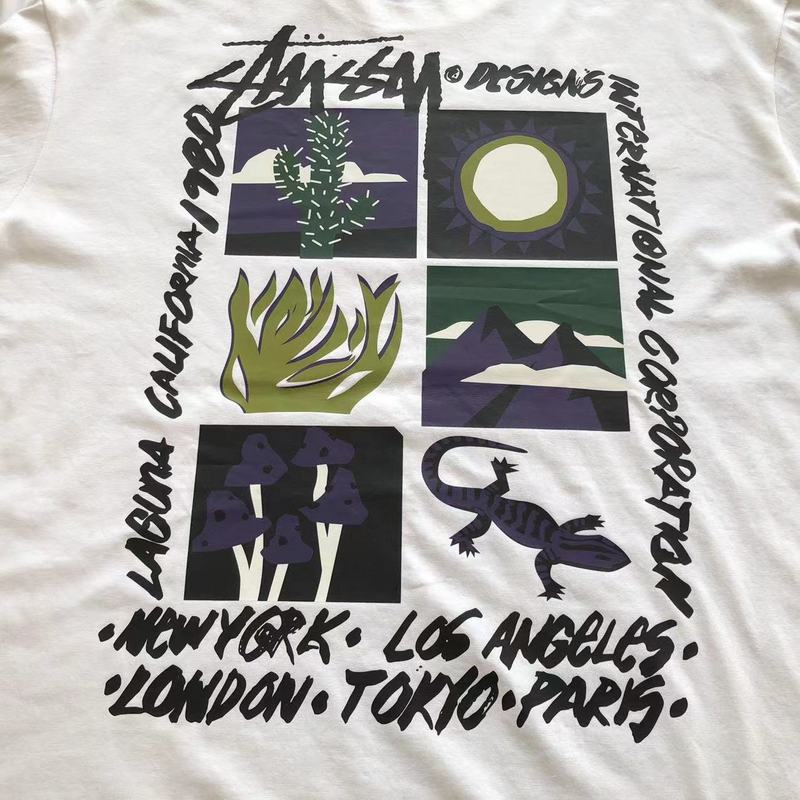 STÜSSY © DESIGNS
INTERNATIONAL CORPORATION
LAGUNA CALIFORNIA 1980
•NEW YORK• LOS ANGELES•
•LONDON•TOKYO•PARIS•